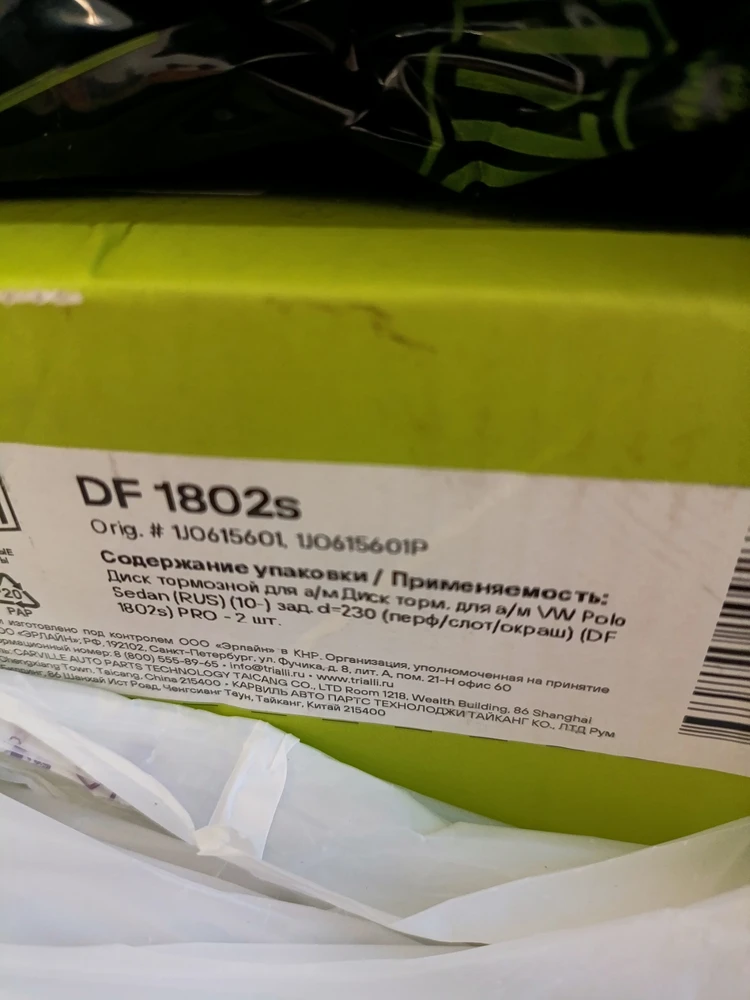 DF 1802s
Orig. # 1J0615601, 1J0615601P
Содержание упаковки / Применяемость:
Диск тормозной для а/м Диск торм. для а/м VW Polo
Sedan (RUS) (10-) зад. d=230 (перф/слот/окраш) (DF
1802s) PRO - 2 шт.
изготовлено под контролем ООО «Эрлайн» в КНР. Организация, уполномоченная на принятие
«ЭРЛАЙН»; РФ, 192102, Санкт-Петербург, ул. Фучика, д. 8, лит. А, пом. 21-Н офис 60
номер: 8 (800) 555-89-65 • info@trialli.ru • www.trialli.ru
CARVILLE AUTO PARTS TECHNOLOGY TAICANG CO., LTD Room 1218, Wealth Building, 86 Shanghai
Town, Taicang, China 215400 • КАРВИЛЬ АВТО ПАРТС ТЕХНОЛОДЖИ ТАЙКАНГ КО., ЛТД Рум
86 Шанхай Ист Роад, Ченгсианг Таун, Тайканг, Китай 215400
20
PAP